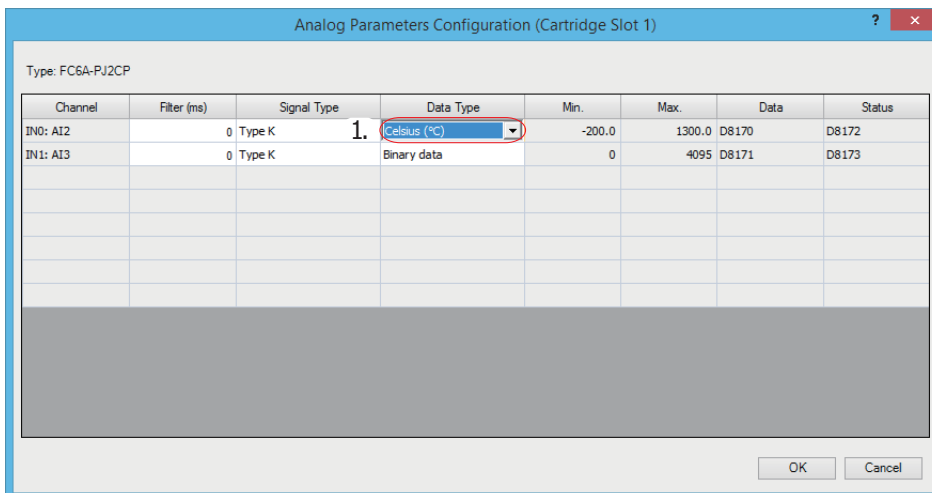 Analog Parameters Configuration (Cartridge Slot 1)
? ×
Type: FC6A-PJ2CP
Channel Filter (ms) Signal Type Data Type Min. Max. Data Status
IN0: AI2 0 Type K 1. Celsius (°C) -200.0 1300.0 D8170 D8172
IN1: AI3 0 Type K Binary data 0 4095 D8171 D8173
OK Cancel